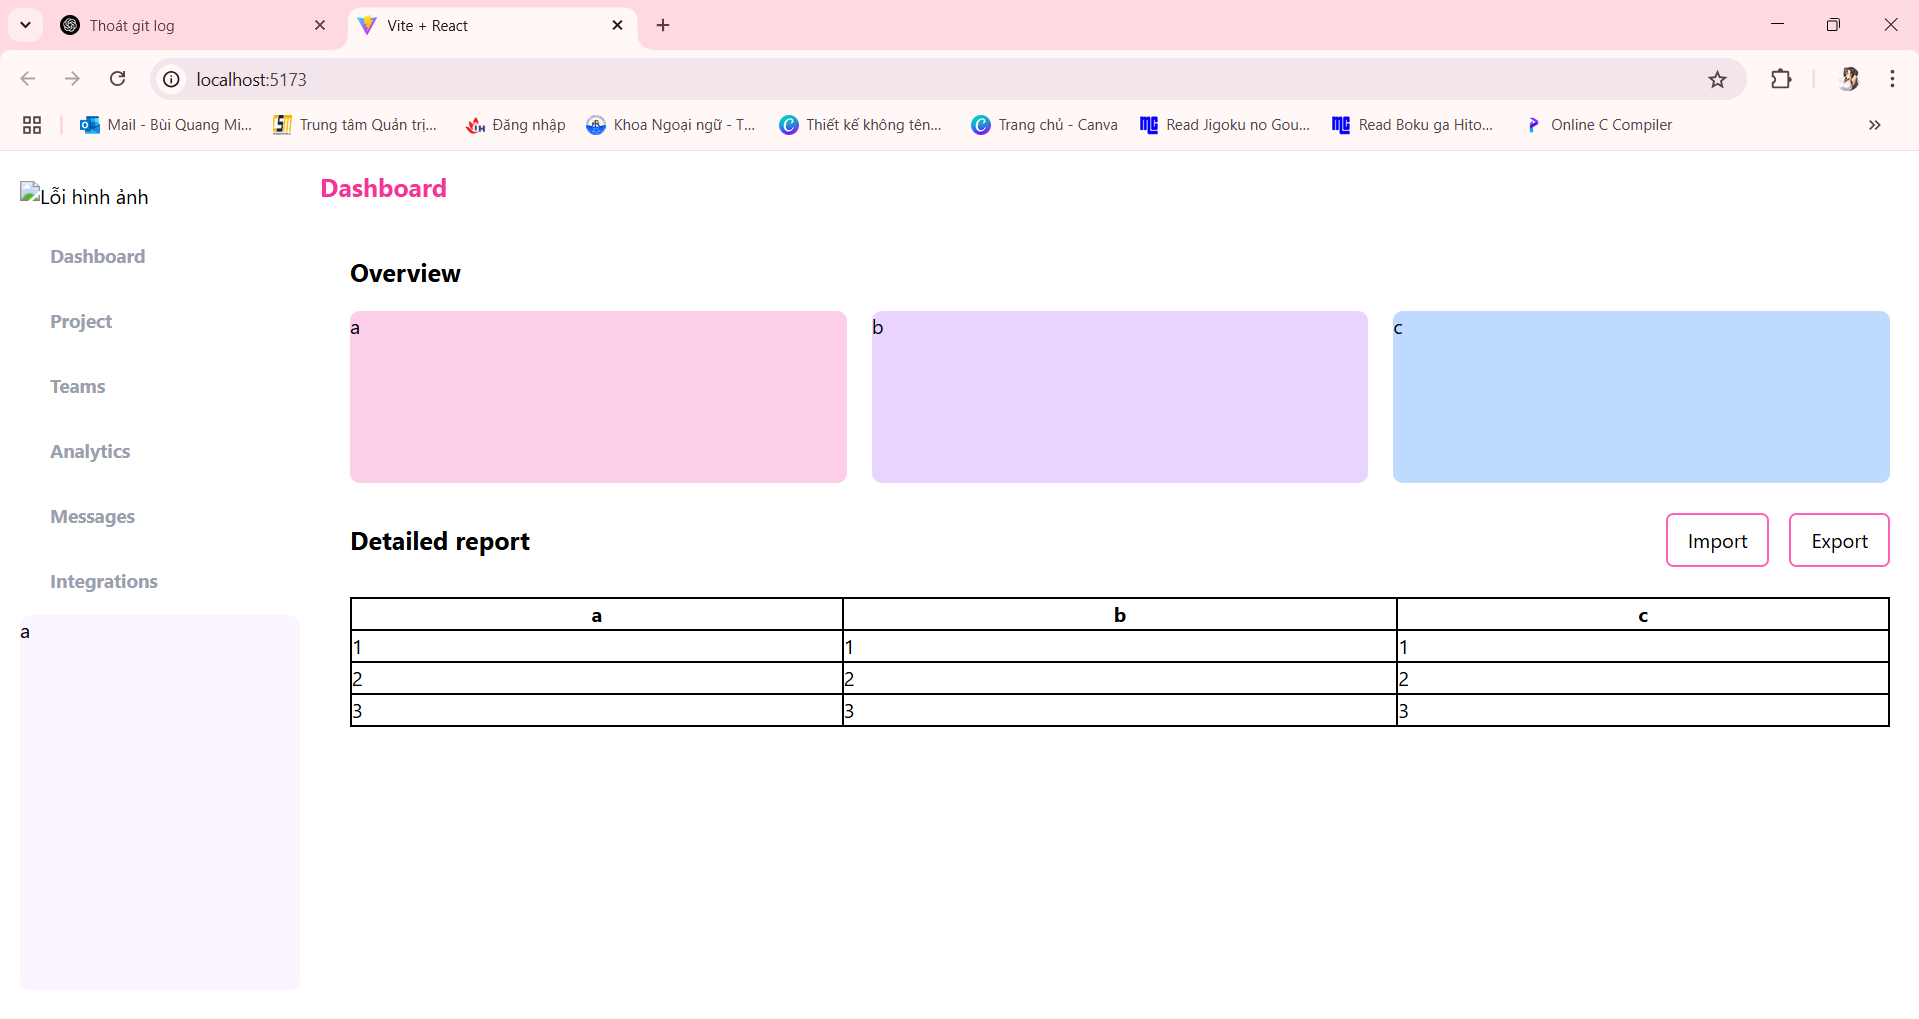 Thoát git log
Vite + React
localhost:5173
Mail - Bùi Quang Mi...
Trung tâm Quản trị...
Đăng nhập
Khoa Ngoại ngữ - T...
Thiết kế không tên...
Trang chủ - Canva
Read Jigoku no Gou...
Read Boku ga Hito...
Online C Compiler
Lỗi hình ảnh
Dashboard
Project
Teams
Analytics
Messages
Integrations
a
Dashboard
Overview
a
b
c
Detailed report
Import
Export
a b c
1 1 1
2 2 2
3 3 3